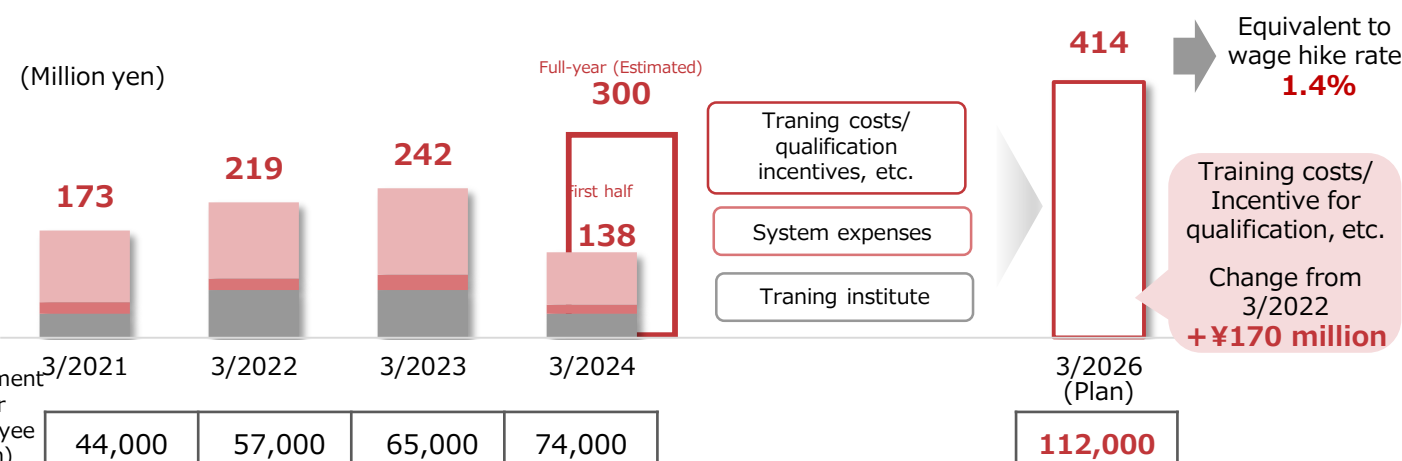 (Million yen)
173
219
242
Full-year (Estimated)
300
First half
138
Traning costs/
qualification
incentives, etc.
System expenses
Traning institute
414
Equivalent to
wage hike rate
1.4%
Training costs/
Incentive for
qualification, etc.
Change from
3/2022
+¥170 million
3/2021
3/2022
3/2023
3/2024
3/2026
(Plan)
44,000
57,000
65,000
74,000
112,000